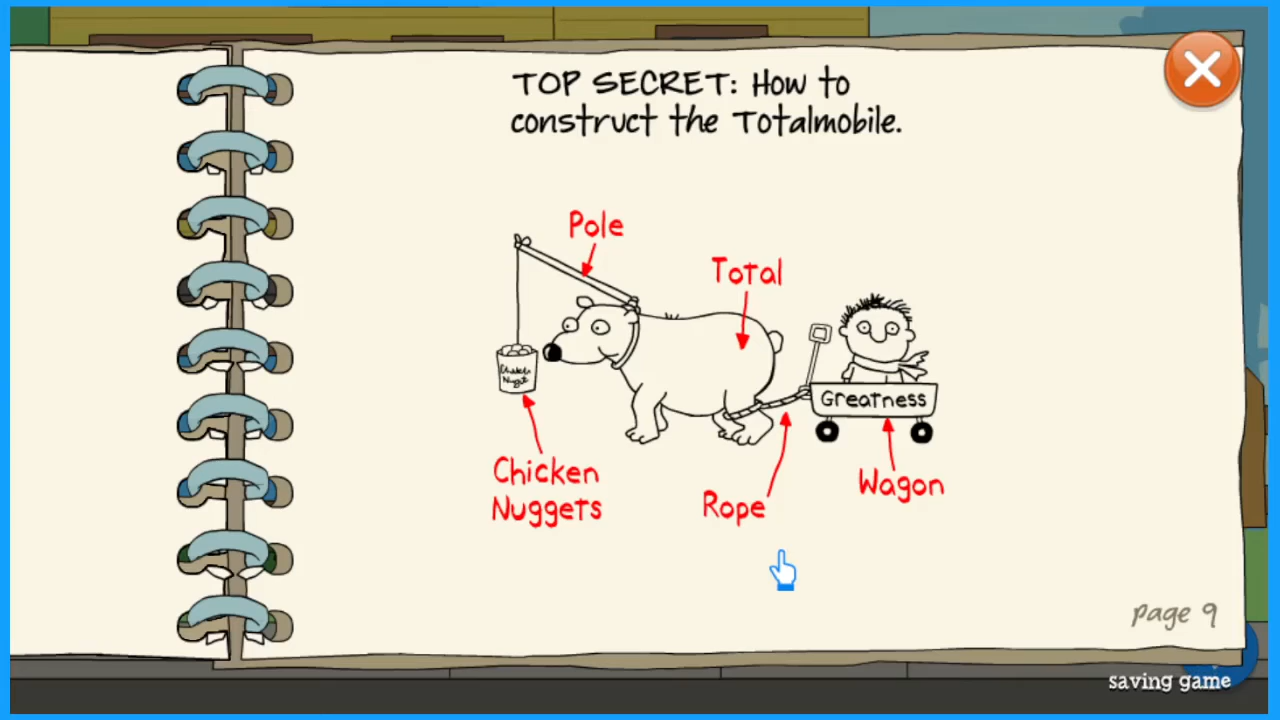 TOP SECRET: How to
construct the Totalmobile.
Pole
Total
Greatness
Chicken
Nuggets
Rope
Wagon
page 9
saving game